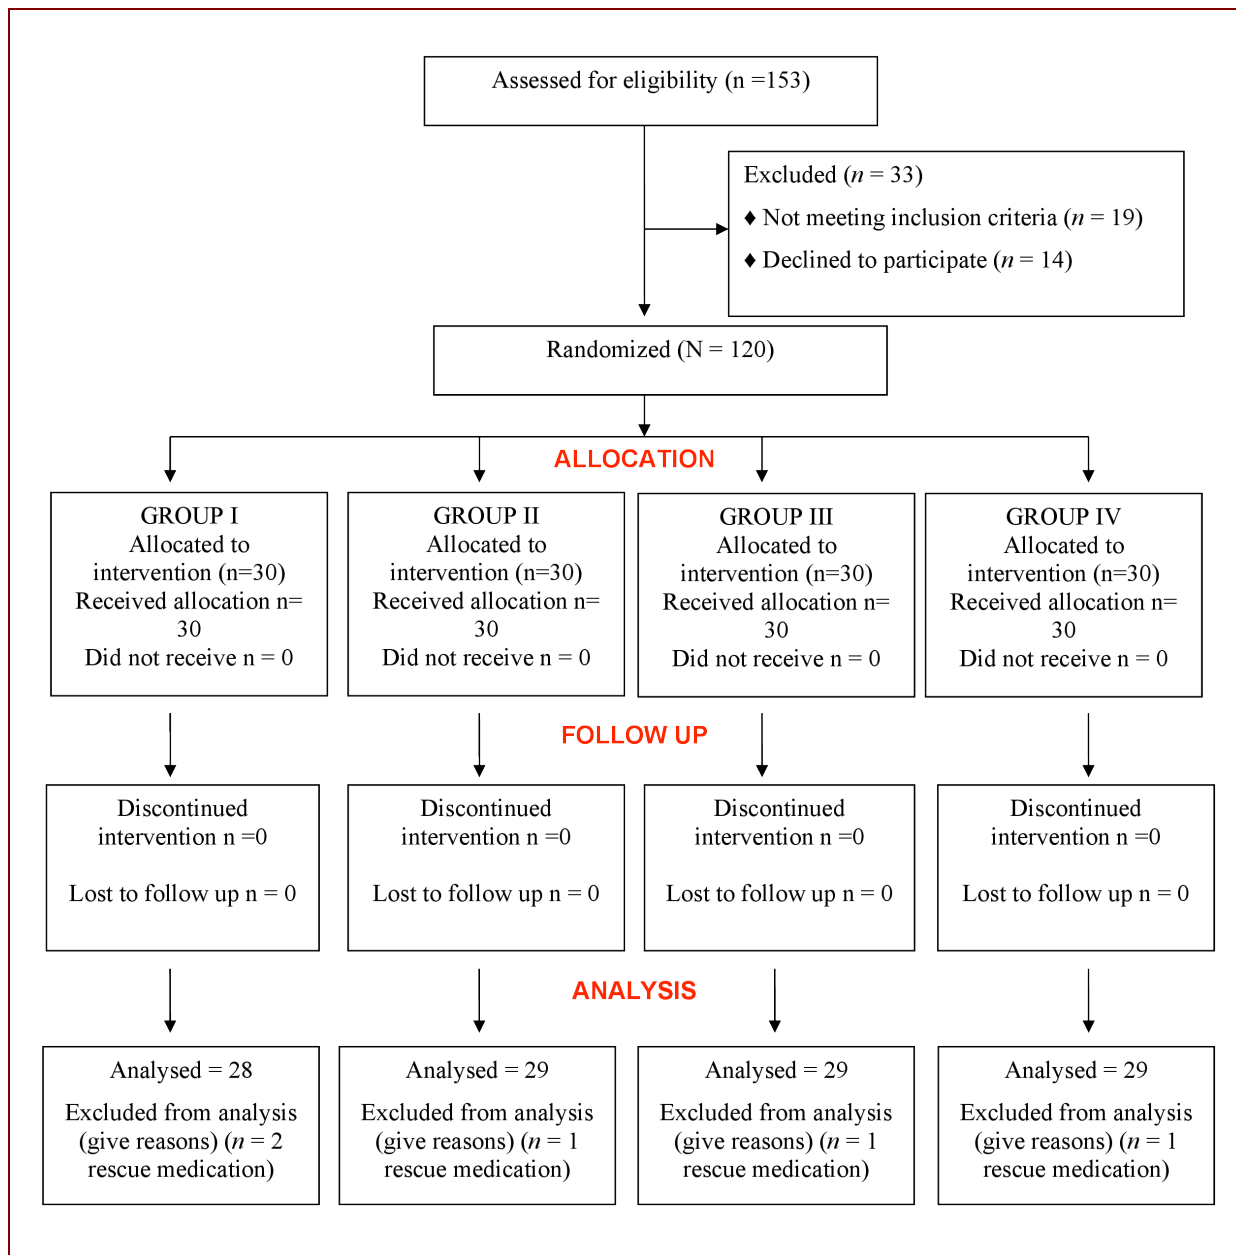 Assessed for eligibility (n =153)
Excluded (n = 33)
♦ Not meeting inclusion criteria (n = 19)
♦ Declined to participate (n = 14)
Randomized (N = 120)
ALLOCATION
GROUP I
Allocated to
intervention (n=30)
Received allocation n=
30
Did not receive n = 0
GROUP II
Allocated to
intervention (n=30)
Received allocation n=
30
Did not receive n = 0
GROUP III
Allocated to
intervention (n=30)
Received allocation n=
30
Did not receive n = 0
GROUP IV
Allocated to
intervention (n=30)
Received allocation n=
30
Did not receive n = 0
FOLLOW UP
Discontinued
intervention n =0
Lost to follow up n = 0
Discontinued
intervention n =0
Lost to follow up n = 0
Discontinued
intervention n =0
Lost to follow up n = 0
Discontinued
intervention n =0
Lost to follow up n = 0
ANALYSIS
Analysed = 28
Excluded from analysis
(give reasons) (n = 2
rescue medication)
Analysed = 29
Excluded from analysis
(give reasons) (n = 1
rescue medication)
Analysed = 29
Excluded from analysis
(give reasons) (n = 1
rescue medication)
Analysed = 29
Excluded from analysis
(give reasons) (n = 1
rescue medication)